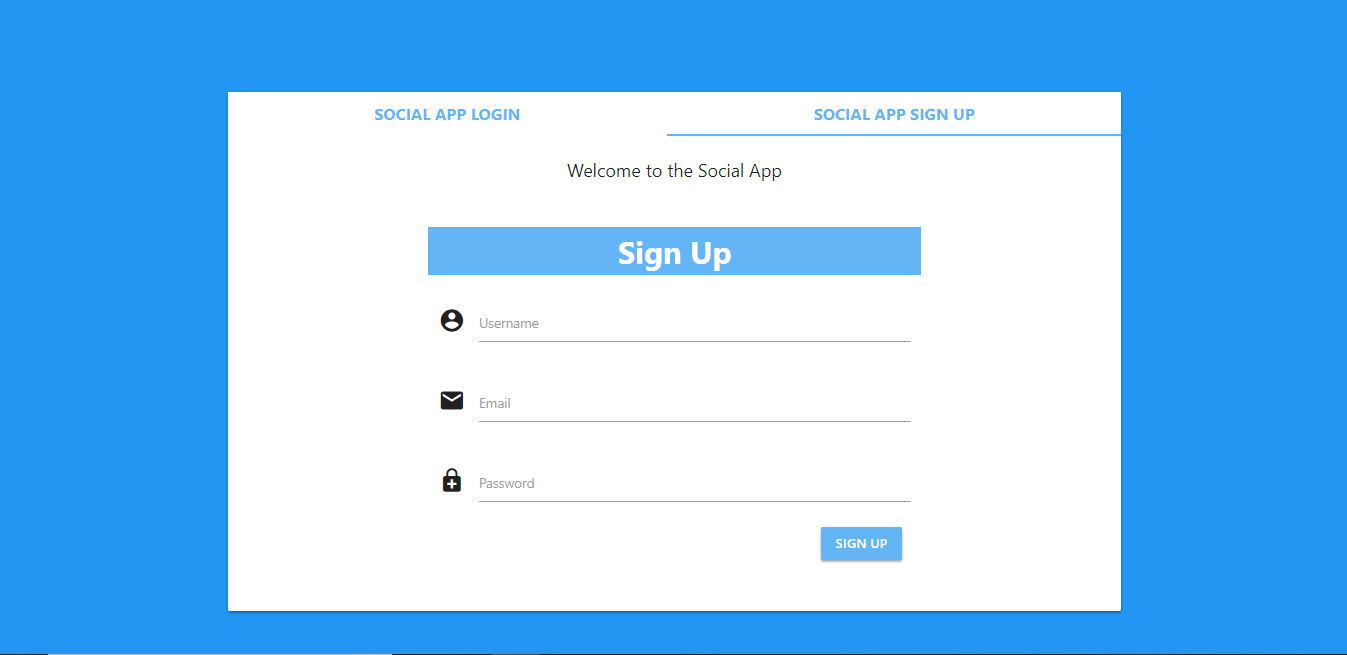 SOCIAL APP LOGIN
SOCIAL APP SIGN UP
Welcome to the Social App
Sign Up
Username
Email
Password
SIGN UP